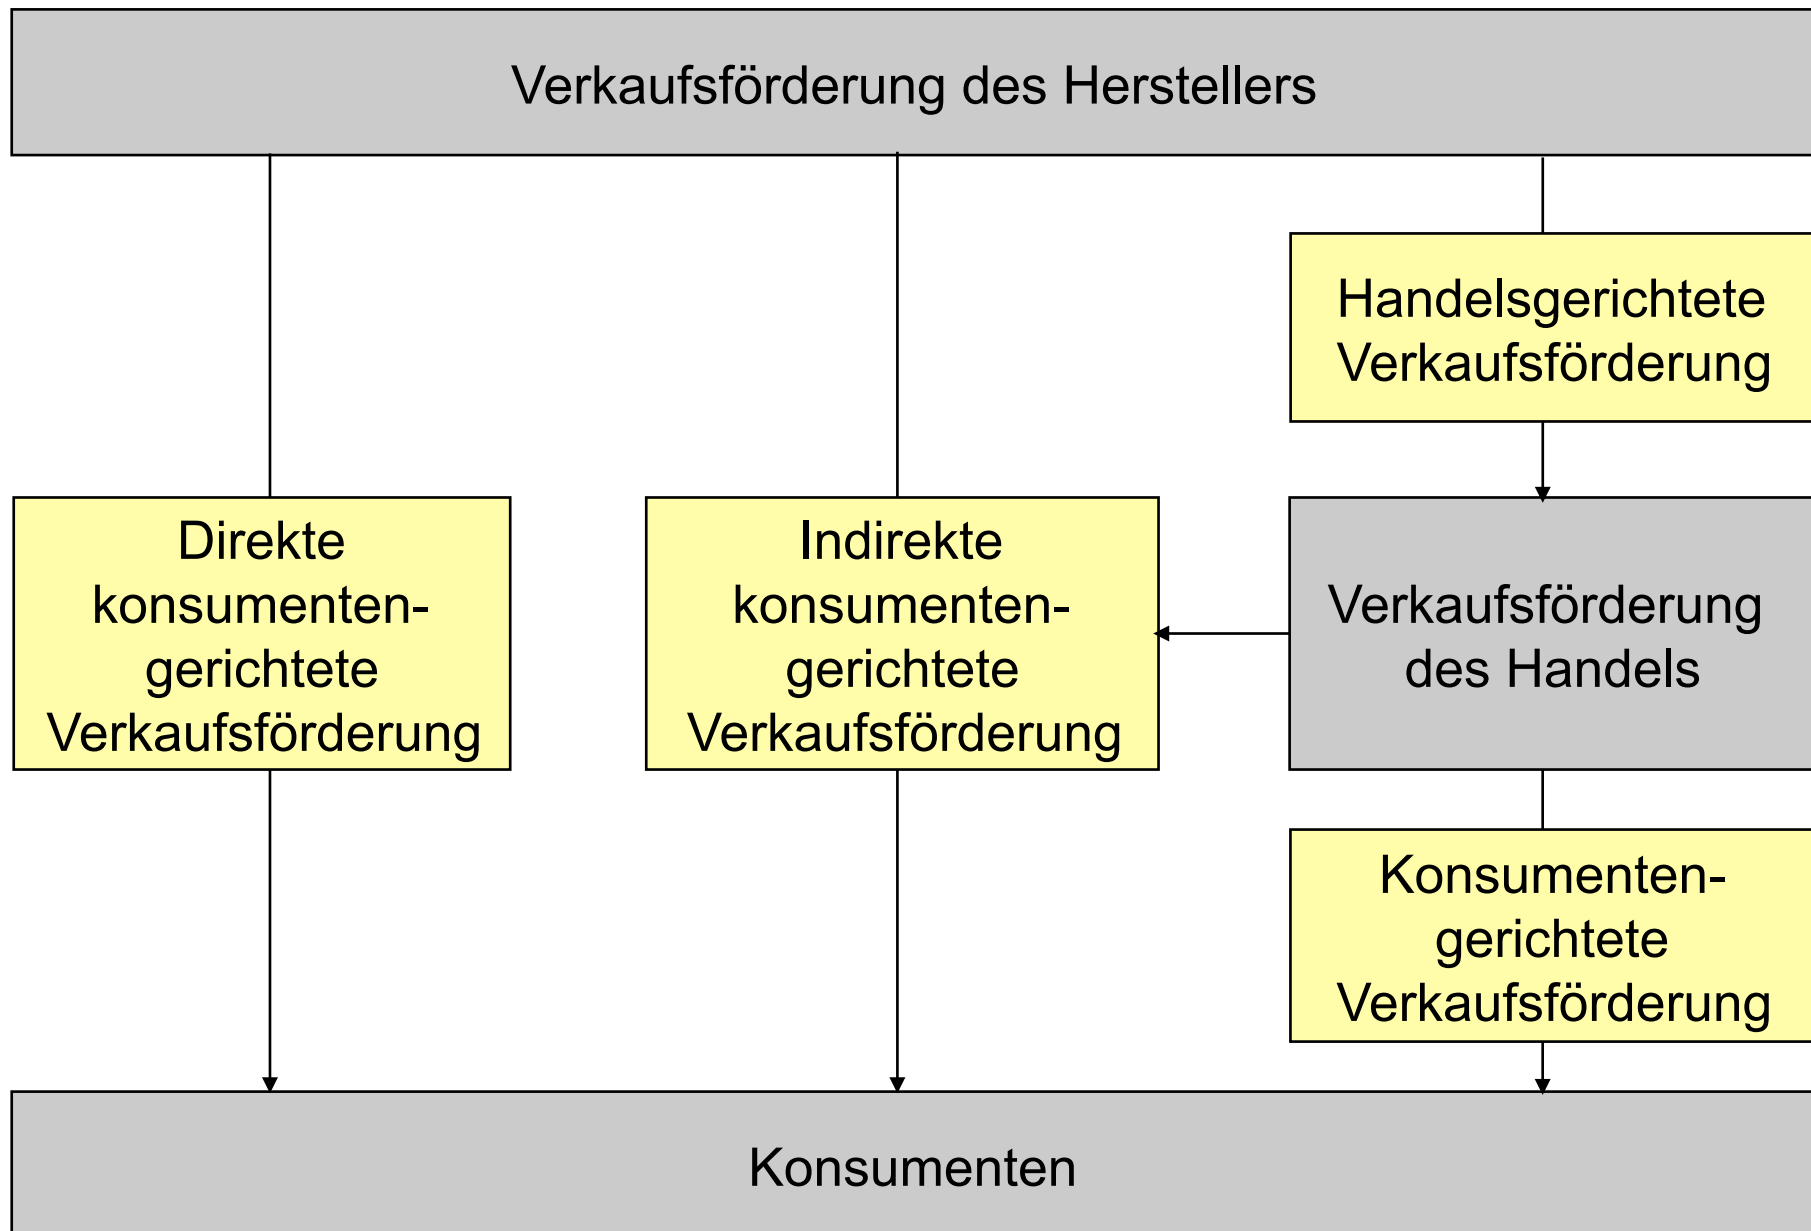 Verkaufsförderung des Herstellers
Handelsgerichtete
Verkaufsförderung
Direkte
konsumenten-
gerichtete
Verkaufsförderung
Indirekte
konsumenten-
gerichtete
Verkaufsförderung
Verkaufsförderung
des Handels
Konsumenten-
gerichtete
Verkaufsförderung
Konsumenten